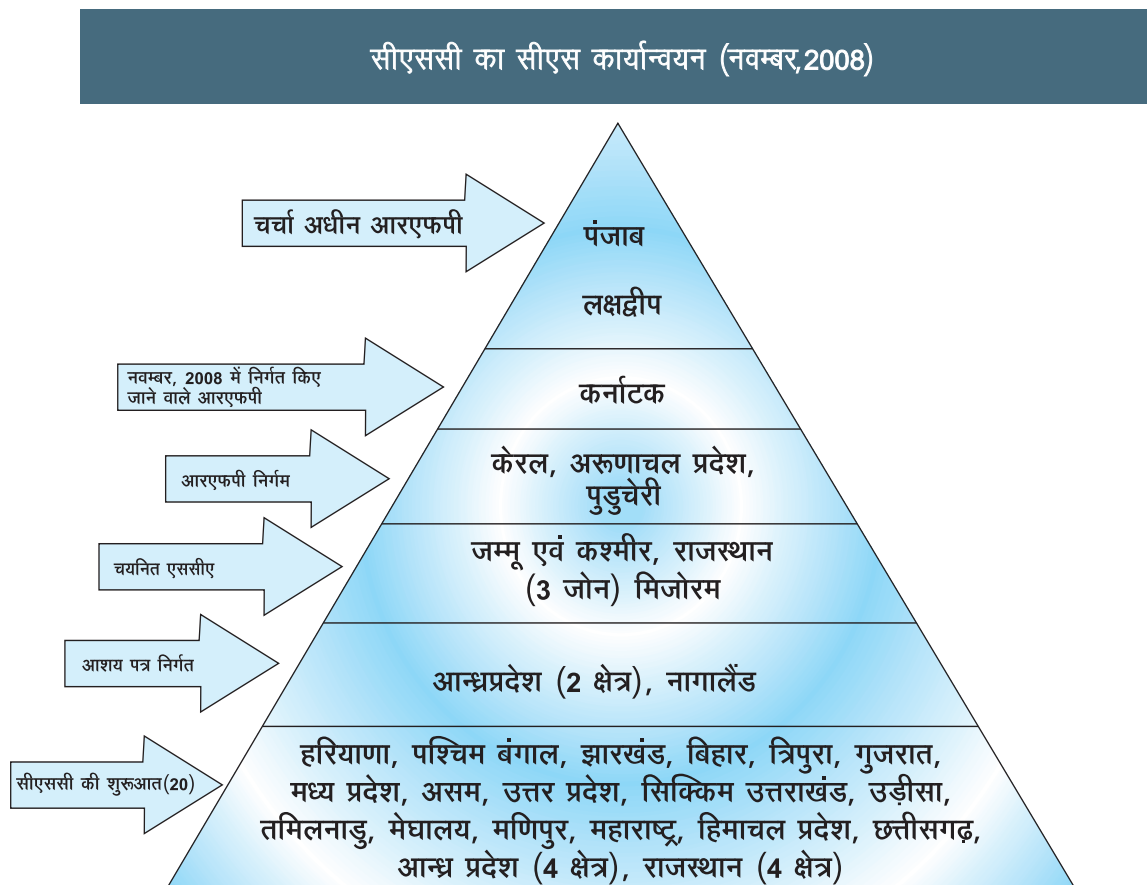 सीएससी का सीएस कार्यान्वयन (नवम्बर,2008)
चर्चा अधीन आरएफपी
पंजाब
लक्षद्वीप
नवम्बर, 2008 में निर्गत किए
जाने वाले आरएफपी
कर्नाटक
आरएफपी निर्गम
केरल, अरूणाचल प्रदेश,
पुडुचेरी
चयनित एससीए
जम्मू एवं कश्मीर, राजस्थान
(3 जोन) मिजोरम
आशय पत्र निर्गत
आन्ध्रप्रदेश (2 क्षेत्र), नागालैंड
सीएससी की शुरूआत(20)
हरियाणा, पश्चिम बंगाल, झारखंड, बिहार, त्रिपुरा, गुजरात,
मध्य प्रदेश, असम, उत्तर प्रदेश, सिक्किम उत्तराखंड, उड़ीसा,
तमिलनाडु, मेघालय, मणिपुर, महाराष्ट्र, हिमाचल प्रदेश, छत्तीसगढ़,
आन्ध्र प्रदेश (4 क्षेत्र), राजस्थान (4 क्षेत्र)